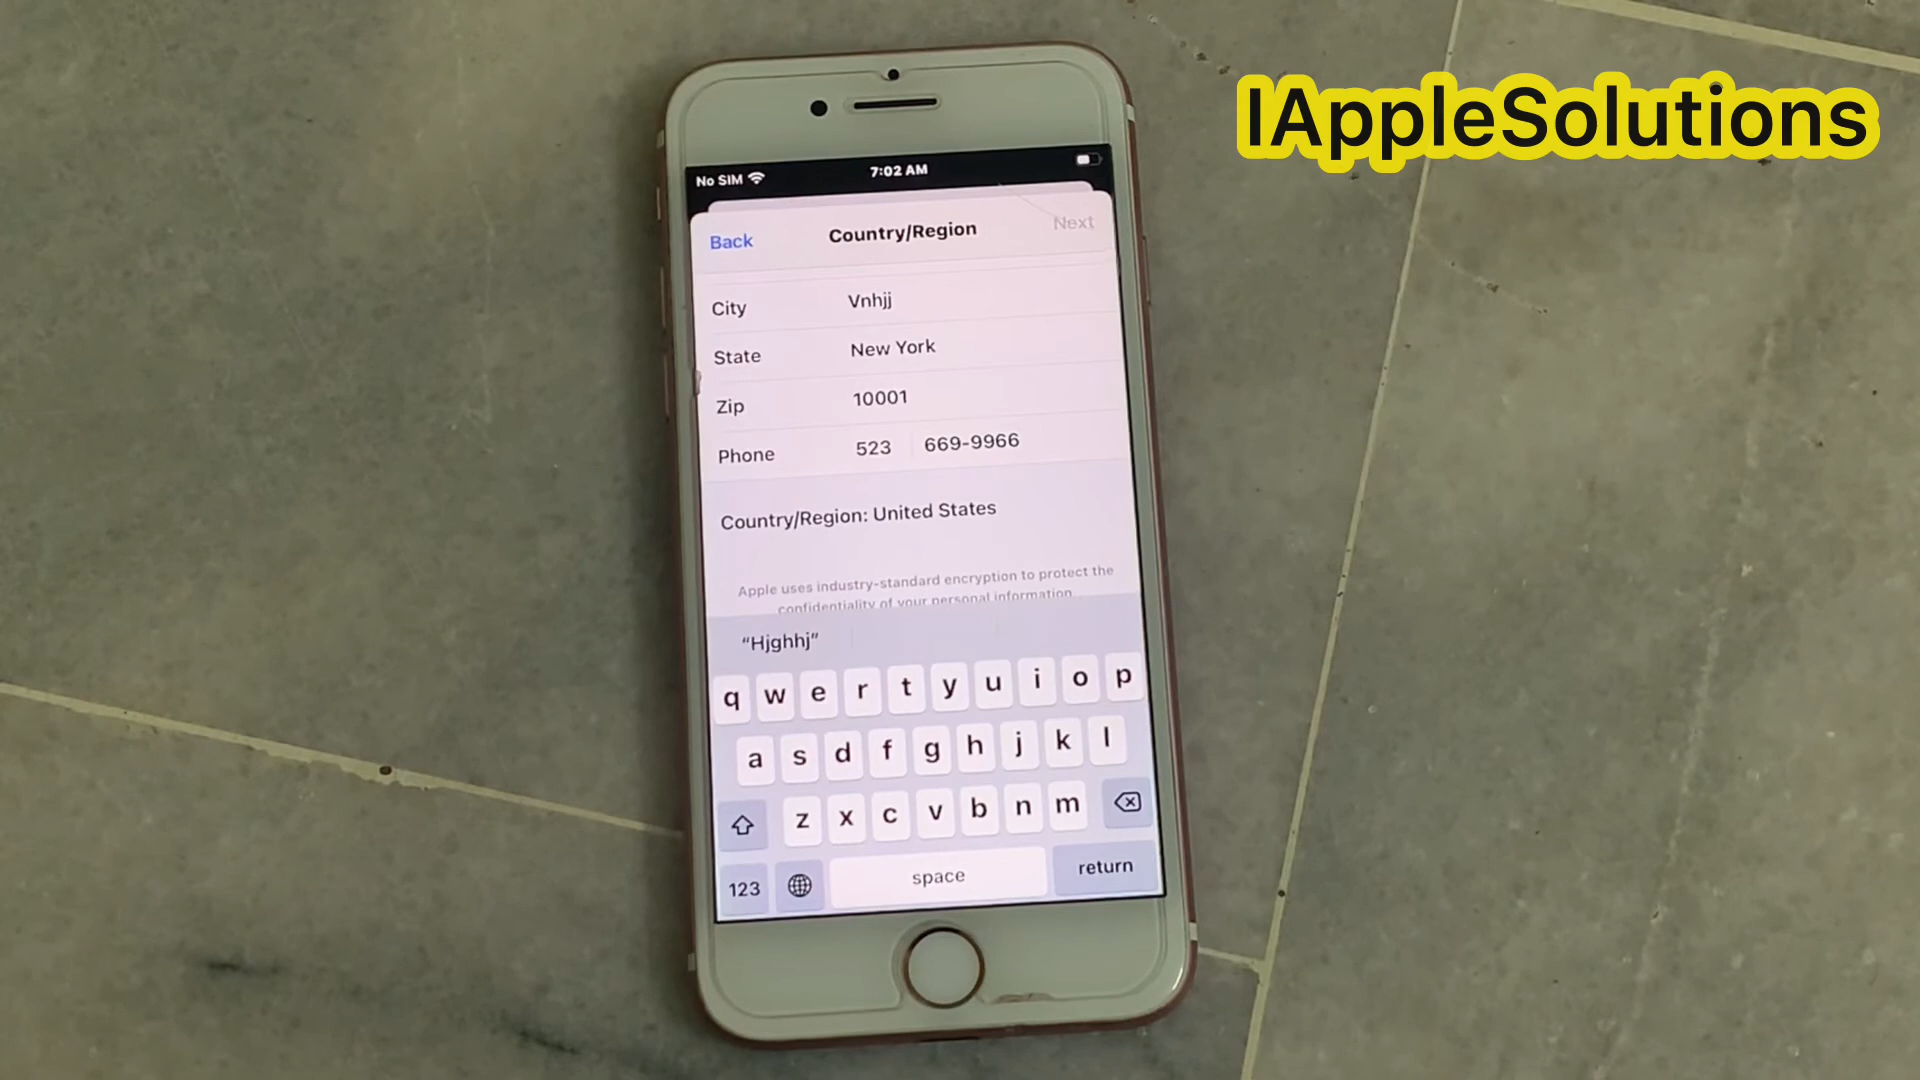 IAppleSolutions
No SIM 7:02 AM
Back Country/Region Next
City Vnhjj
State New York
Zip 10001
Phone 523 669-9966
Country/Region: United States
Apple uses industry-standard encryption to protect the
confidentiality of your personal information
“Hjghhj”
q w e r t y u i o p
a s d f g h j k l
z x c v b n m
123 space return